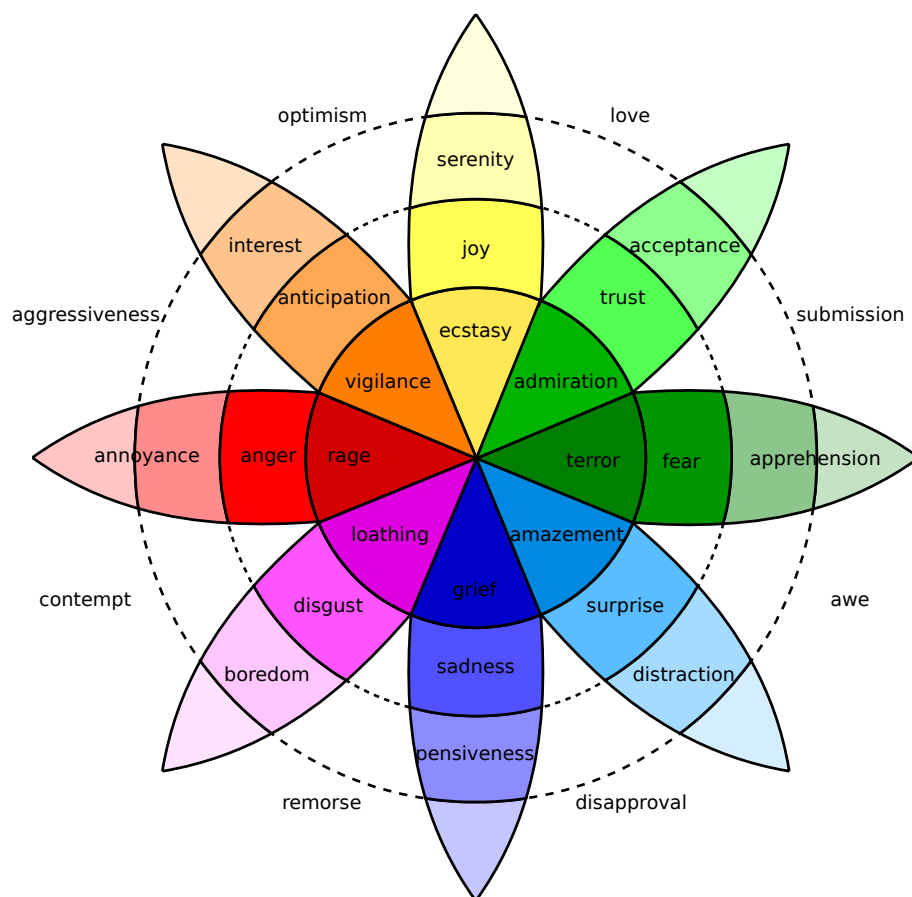 optimism
love
serenity
interest
acceptance
joy
anticipation
trust
aggressiveness
submission
ecstasy
vigilance
admiration
annoyance
anger
rage
terror
fear
apprehension
loathing
amazement
grief
contempt
disgust
surprise
awe
boredom
sadness
distraction
pensiveness
remorse
disapproval